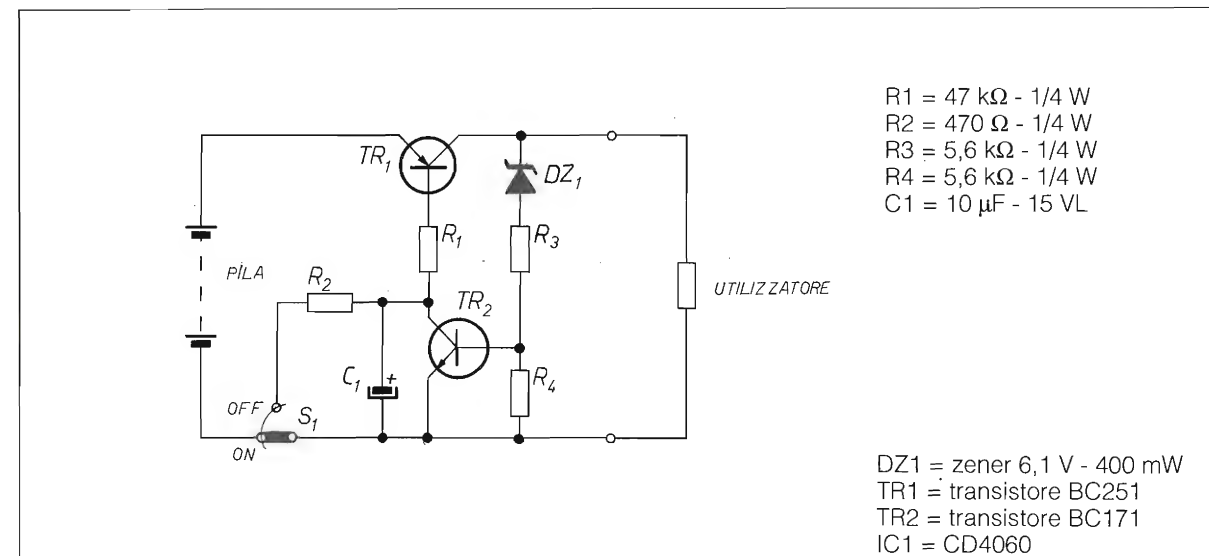 R1 = 47 kΩ - 1/4 W
R2 = 470 Ω - 1/4 W
R3 = 5,6 kΩ - 1/4 W
R4 = 5,6 kΩ - 1/4 W
C1 = 10 µF - 15 VL
TR1
DZ1
R1
R3
PILA
R2
TR2
UTILIZZATORE
C1
+
R4
OFF
S1
ON
DZ1 = zener 6,1 V - 400 mW
TR1 = transistore BC251
TR2 = transistore BC171
IC1 = CD4060